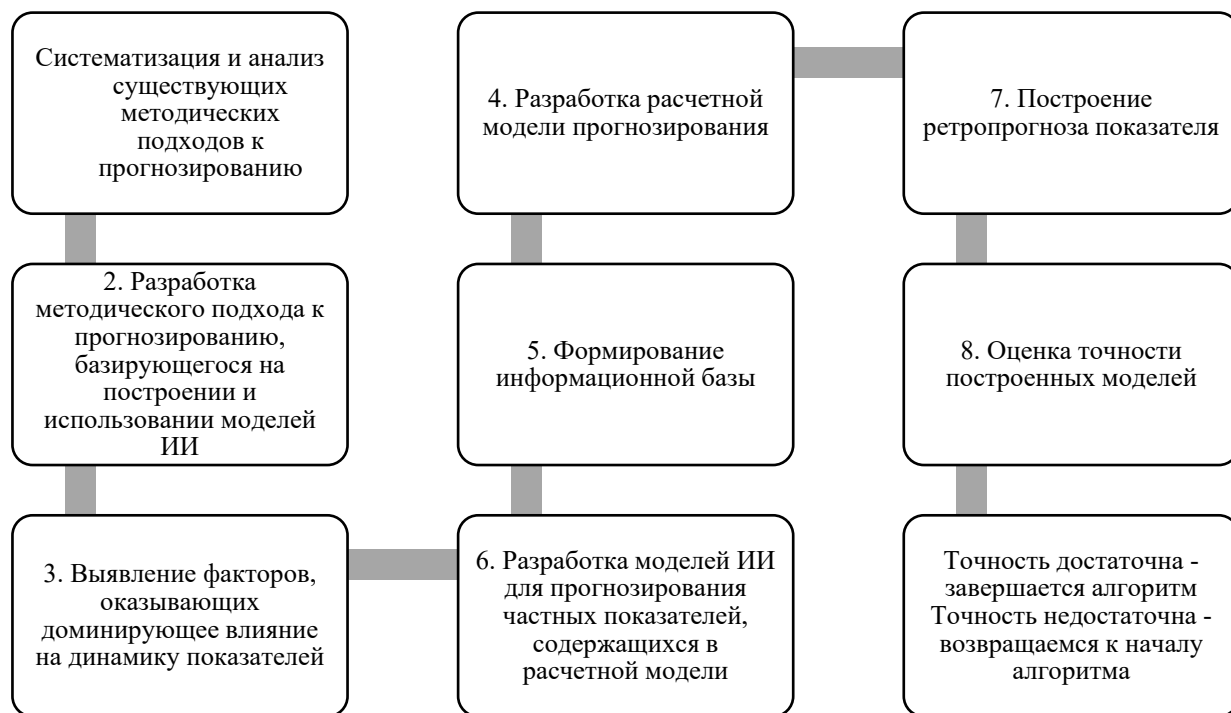 Систематизация и анализ
существующих
методических
подходов к
прогнозированию
2. Разработка
методического подхода к
прогнозированию,
базирующегося на
построении и
использовании моделей
ИИ
3. Выявление факторов,
оказывающих
доминирующее влияние
на динамику показателей
4. Разработка расчетной
модели прогнозирования
5. Формирование
информационной базы
6. Разработка моделей ИИ
для прогнозирования
частных показателей,
содержащихся в
расчетной модели
7. Построение
ретропрогноза показателя
8. Оценка точности
построенных моделей
Точность достаточна -
завершается алгоритм
Точность недостаточна -
возвращаемся к началу
алгоритма